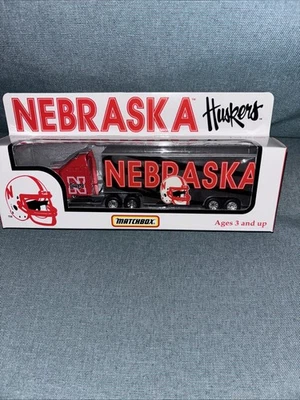 NEBRASKA Huskers
NEBRASKA
N
N
MATCHBOX
Ages 3 and up